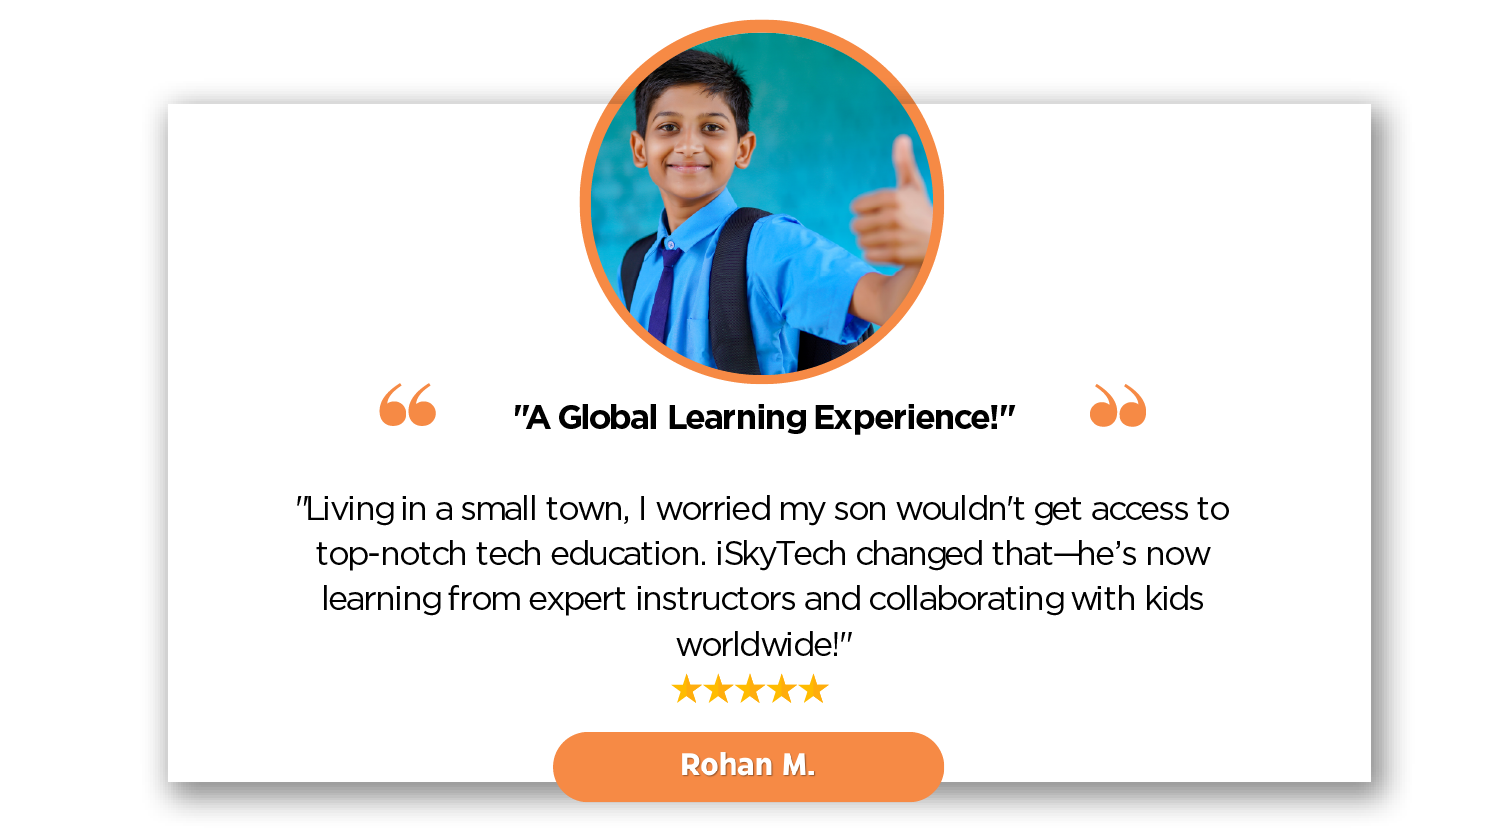 "A Global Learning Experience!"
"Living in a small town, I worried my son wouldn't get access to
top-notch tech education. iSkyTech changed that—he’s now
learning from expert instructors and collaborating with kids
worldwide!"
Rohan M.